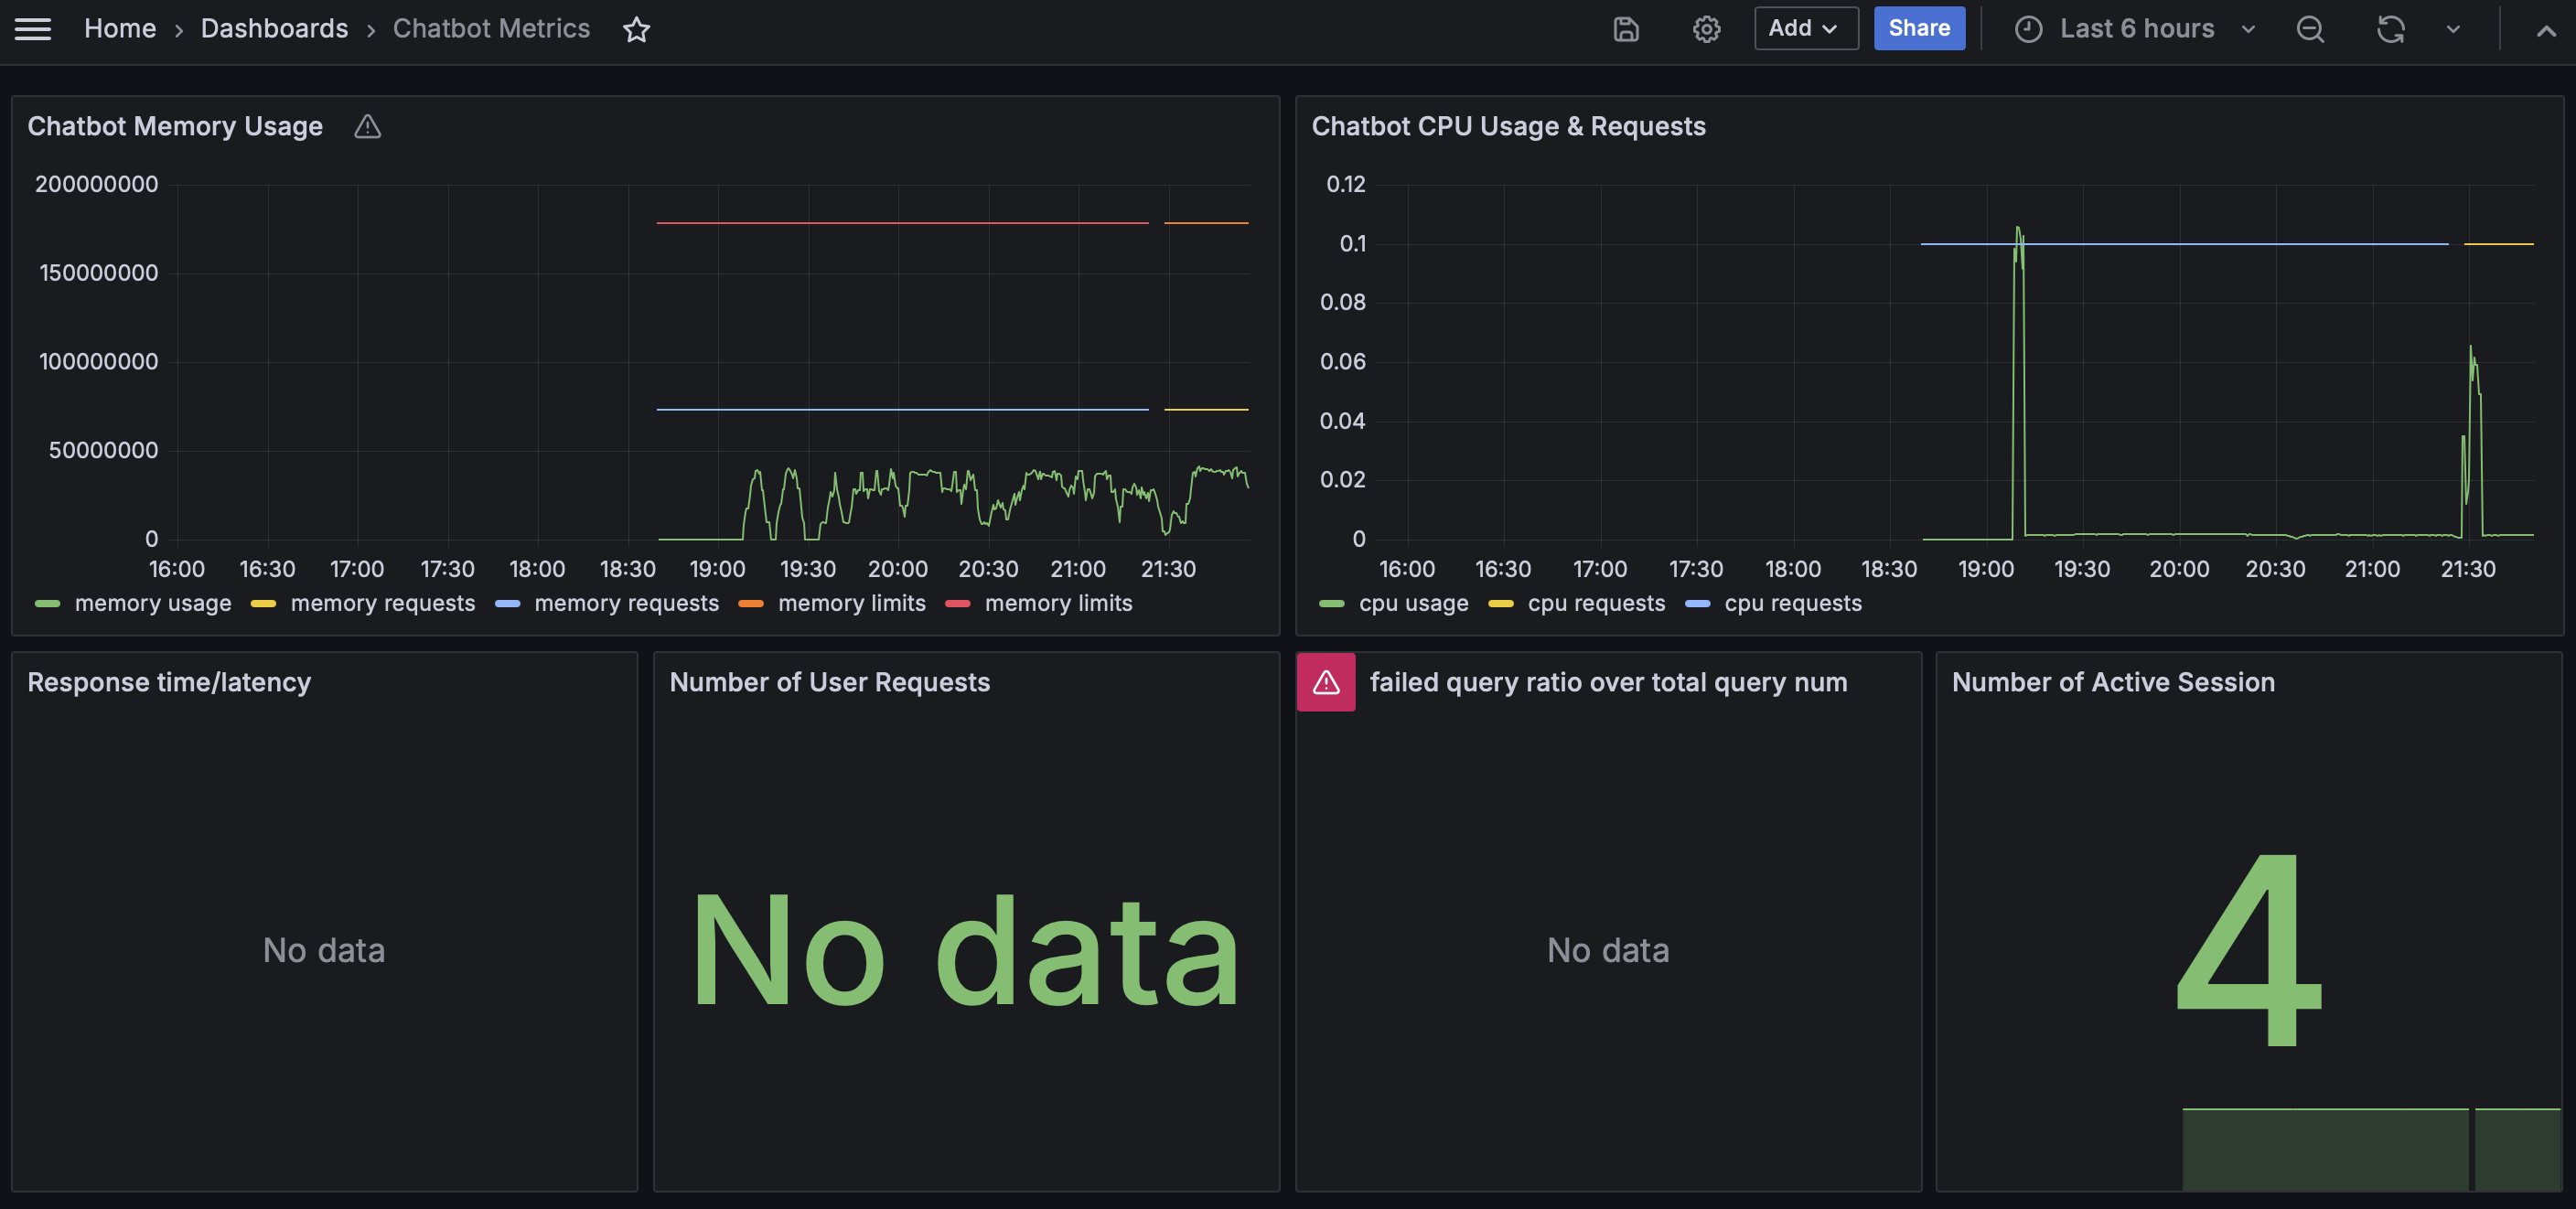 Home › Dashboards › Chatbot Metrics
Add
Share
Last 6 hours
Chatbot Memory Usage
200000000
150000000
100000000
50000000
0
16:00 16:30 17:00 17:30 18:00 18:30 19:00 19:30 20:00 20:30 21:00 21:30
memory usage memory requests memory requests memory limits memory limits
Chatbot CPU Usage & Requests
0.12
0.1
0.08
0.06
0.04
0.02
0
16:00 16:30 17:00 17:30 18:00 18:30 19:00 19:30 20:00 20:30 21:00 21:30
cpu usage cpu requests cpu requests
Response time/latency
No data
Number of User Requests
No data
failed query ratio over total query num
No data
Number of Active Session
4